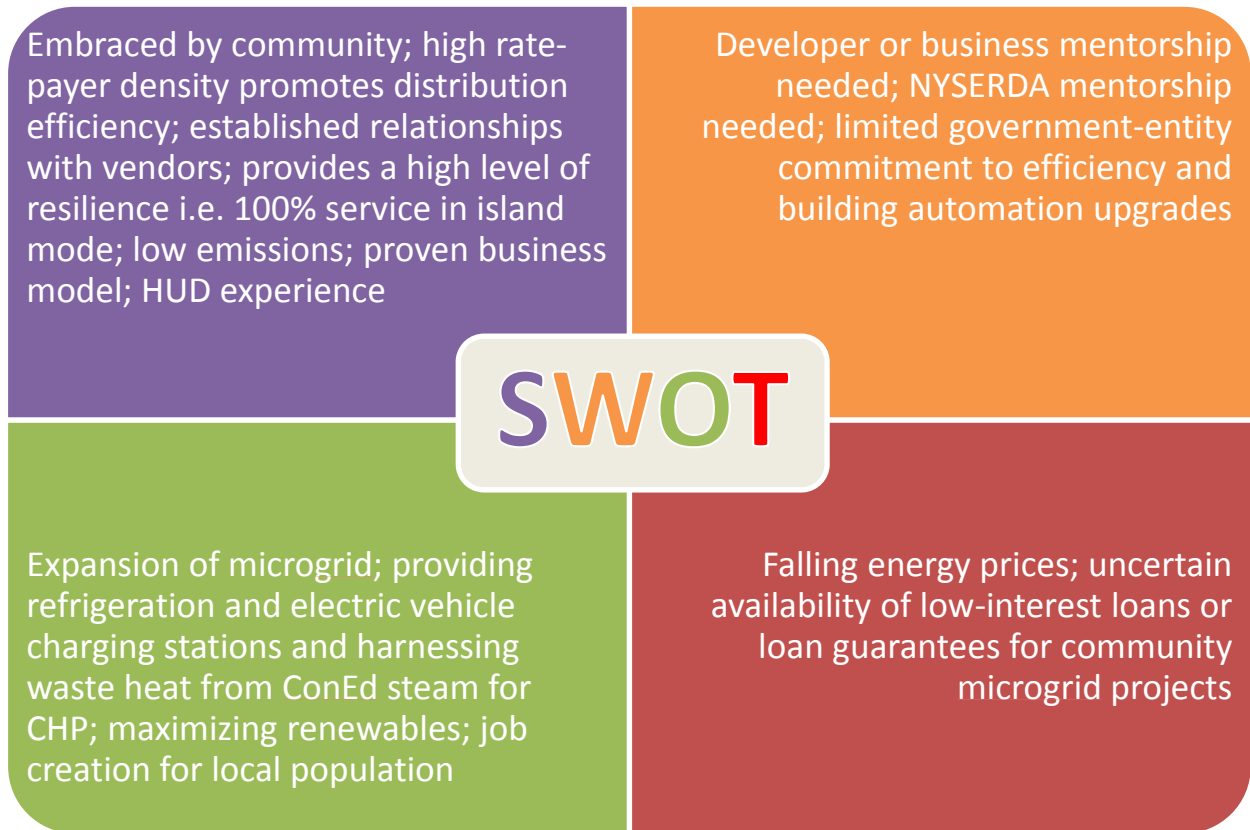 Embraced by community; high rate-
payer density promotes distribution
efficiency; established relationships
with vendors; provides a high level of
resilience i.e. 100% service in island
mode; low emissions; proven business
model; HUD experience
Developer or business mentorship
needed; NYSERDA mentorship
needed; limited government-entity
commitment to efficiency and
building automation upgrades
SWOT
Expansion of microgrid; providing
refrigeration and electric vehicle
charging stations and harnessing
waste heat from ConEd steam for
CHP; maximizing renewables; job
creation for local population
Falling energy prices; uncertain
availability of low-interest loans or
loan guarantees for community
microgrid projects